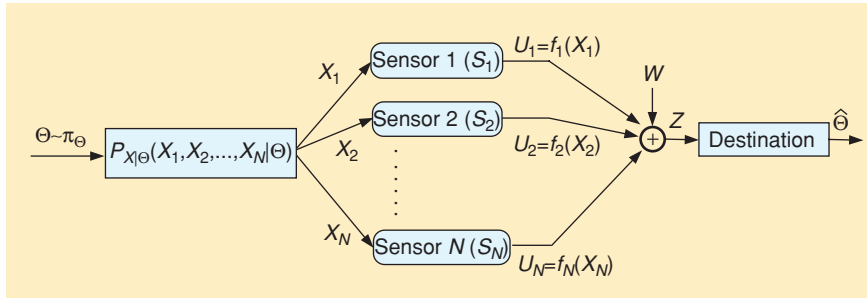 Θ~π_Θ
P_{X|Θ}(X_1,X_2,...,X_N|Θ)
X_1
X_2
X_N
Sensor 1 (S_1)
Sensor 2 (S_2)
Sensor N (S_N)
U_1=f_1(X_1)
U_2=f_2(X_2)
U_N=f_N(X_N)
W
+
Z
Destination
Θ̂